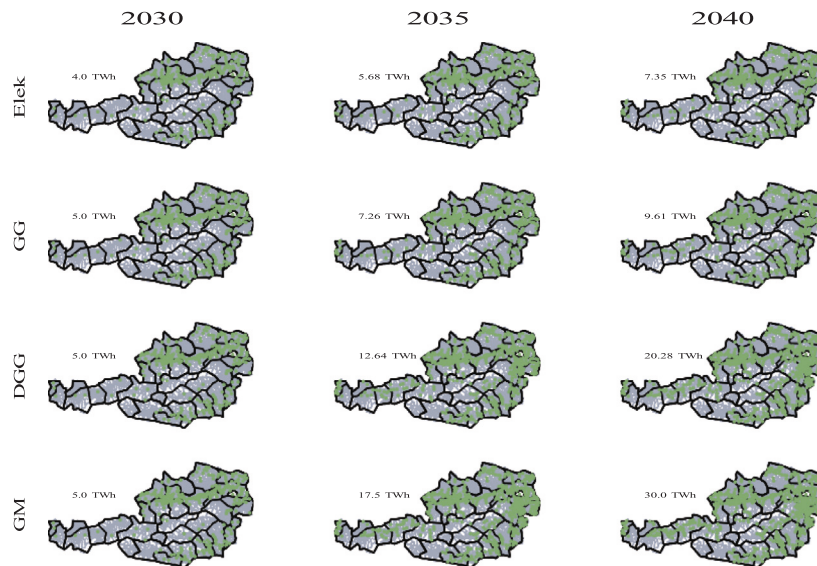 2030 2035 2040
Elek
4.0 TWh 5.68 TWh 7.35 TWh
GG
5.0 TWh 7.26 TWh 9.61 TWh
DGG
5.0 TWh 12.64 TWh 20.28 TWh
GM
5.0 TWh 17.5 TWh 30.0 TWh